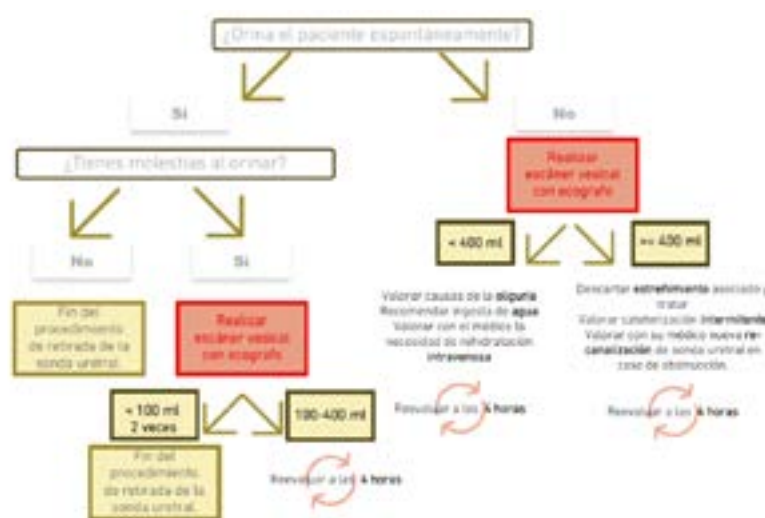 ¿Orina el paciente espontáneamente?
Si
No
¿Tienes molestias al orinar?
Realizar
escáner vesical
con ecografo
< 400 ml
>= 400 ml
No
Si
Valorar causas de la oliguria
Recomendar ingesta de agua
Valorar con el médico la
necesidad de rehidratación
intravenosa
Descartar estreñimiento asociado y
tratar
Valorar cateterización intermitente
Valorar con su médico nueva re-
canalización de sonda uretral en
caso de obstrucción.
Fin del
procedimiento
de retirada de la
sonda uretral.
Realizar
escáner vesical
con ecografo
Reevaluar a las 4 horas
Reevaluar a las
horas
< 100 ml
2 veces
100-400 ml
Fin del
procedimiento
de retirada de la
sonda uretral.
Reevaluar a las 4 horas